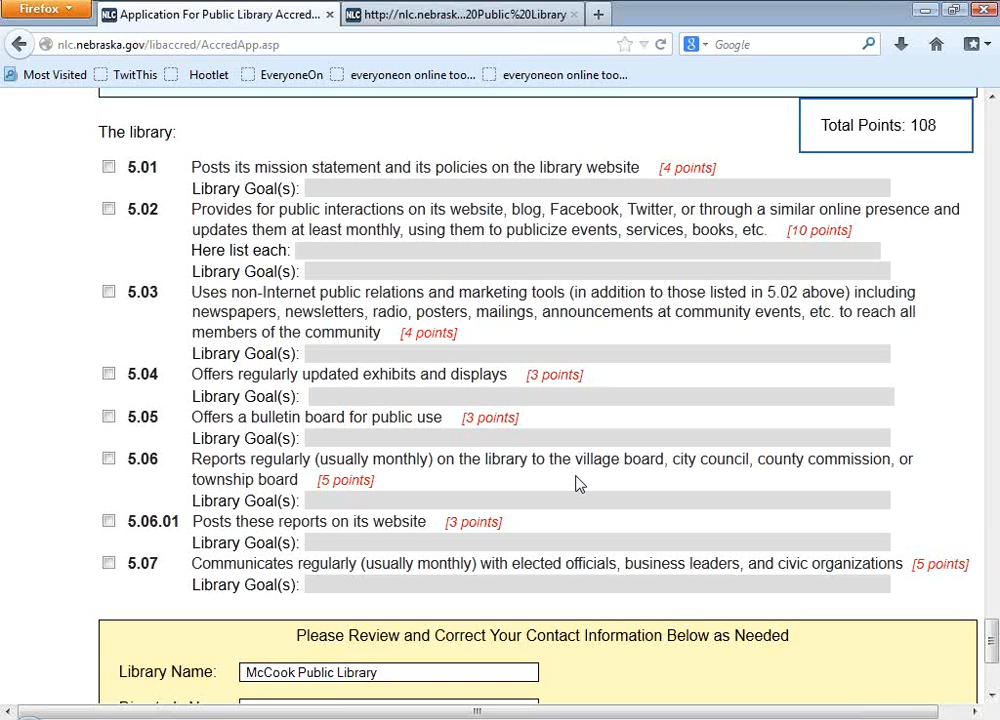 Firefox
Application For Public Library Accred... ×
http://nlc.nebrask...20Public%20Library ×
nlc.nebraska.gov/libaccred/AccredApp.asp
Google
Most Visited TwitThis Hootlet EveryoneOn everyoneon online too... everyoneon online too...
Total Points: 108
The library:
5.01 Posts its mission statement and its policies on the library website [4 points]
Library Goal(s):
5.02 Provides for public interactions on its website, blog, Facebook, Twitter, or through a similar online presence and
updates them at least monthly, using them to publicize events, services, books, etc. [10 points]
Here list each:
Library Goal(s):
5.03 Uses non-Internet public relations and marketing tools (in addition to those listed in 5.02 above) including
newspapers, newsletters, radio, posters, mailings, announcements at community events, etc. to reach all
members of the community [4 points]
Library Goal(s):
5.04 Offers regularly updated exhibits and displays [3 points]
Library Goal(s):
5.05 Offers a bulletin board for public use [3 points]
Library Goal(s):
5.06 Reports regularly (usually monthly) on the library to the village board, city council, county commission, or
township board [5 points]
Library Goal(s):
5.06.01 Posts these reports on its website [3 points]
Library Goal(s):
5.07 Communicates regularly (usually monthly) with elected officials, business leaders, and civic organizations [5 points]
Library Goal(s):
Please Review and Correct Your Contact Information Below as Needed
Library Name: McCook Public Library